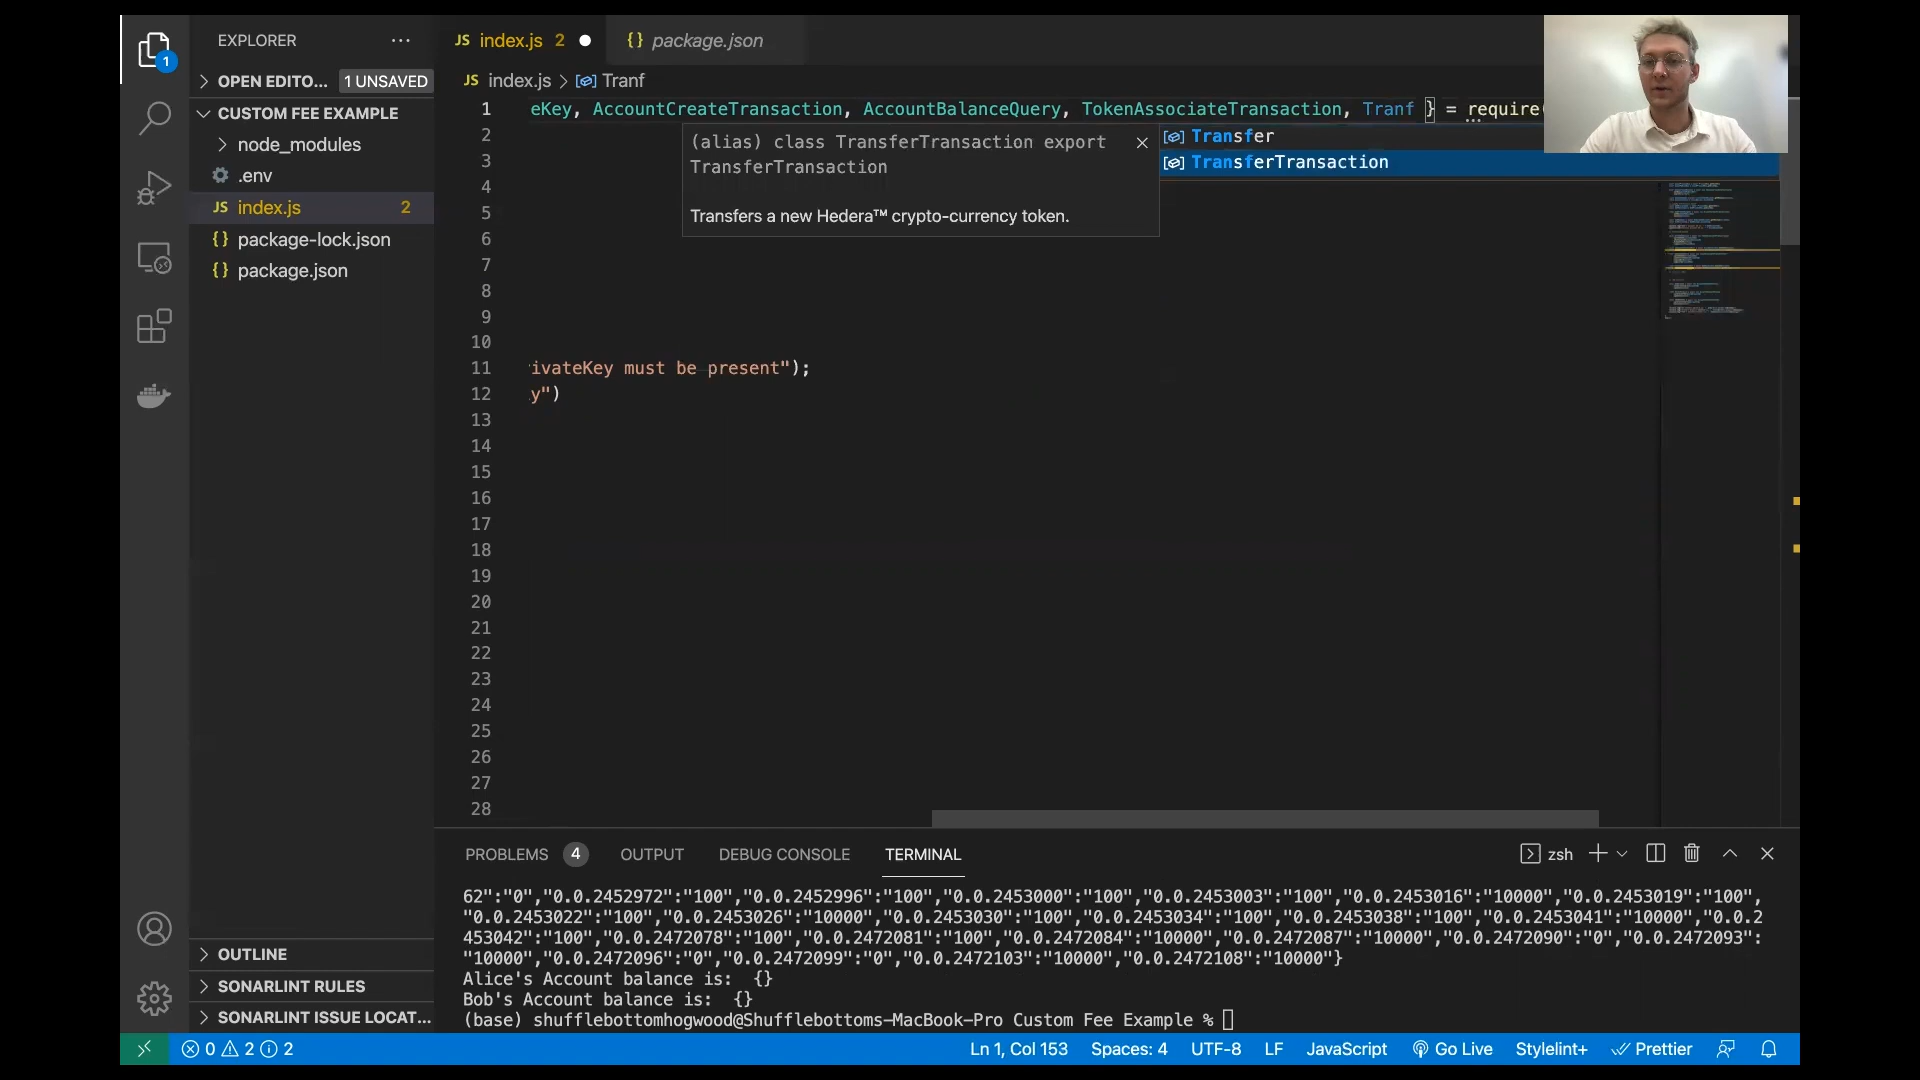 EXPLORER
1
OPEN EDITO... 1 UNSAVED
CUSTOM FEE EXAMPLE
node_modules
.env
JS index.js 2
{} package-lock.json
{} package.json
OUTLINE
SONARLINT RULES
SONARLINT ISSUE LOCAT...
JS index.js 2
{} package.json
JS index.js > Tranf
1 eKey, AccountCreateTransaction, AccountBalanceQuery, TokenAssociateTransaction, Tranf } = require(
2
3
4
5
6
7
8
9
10
11 ivateKey must be present");
12 y")
13
14
15
16
17
18
19
20
21
22
23
24
25
26
27
28
(alias) class TransferTransaction export
TransferTransaction
Transfers a new Hedera™ crypto-currency token.
Transfer
TransferTransaction
PROBLEMS 4 OUTPUT DEBUG CONSOLE TERMINAL
zsh
62":"0","0.0.2452972":"100","0.0.2452996":"100","0.0.2453000":"100","0.0.2453003":"100","0.0.2453016":"10000","0.0.2453019":"100",
"0.0.2453022":"100","0.0.2453026":"10000","0.0.2453030":"100","0.0.2453034":"100","0.0.2453038":"100","0.0.2453041":"10000","0.0.2
453042":"100","0.0.2472078":"100","0.0.2472081":"100","0.0.2472084":"10000","0.0.2472087":"10000","0.0.2472090":"0","0.0.2472093":
"10000","0.0.2472096":"0","0.0.2472099":"0","0.0.2472103":"10000","0.0.2472108":"10000"}
Alice's Account balance is: {}
Bob's Account balance is: {}
(base) shufflebottomhogwood@Shufflebottoms-MacBook-Pro Custom Fee Example %
0 2 2
Ln 1, Col 153 Spaces: 4 UTF-8 LF JavaScript Go Live Stylelint+ Prettier